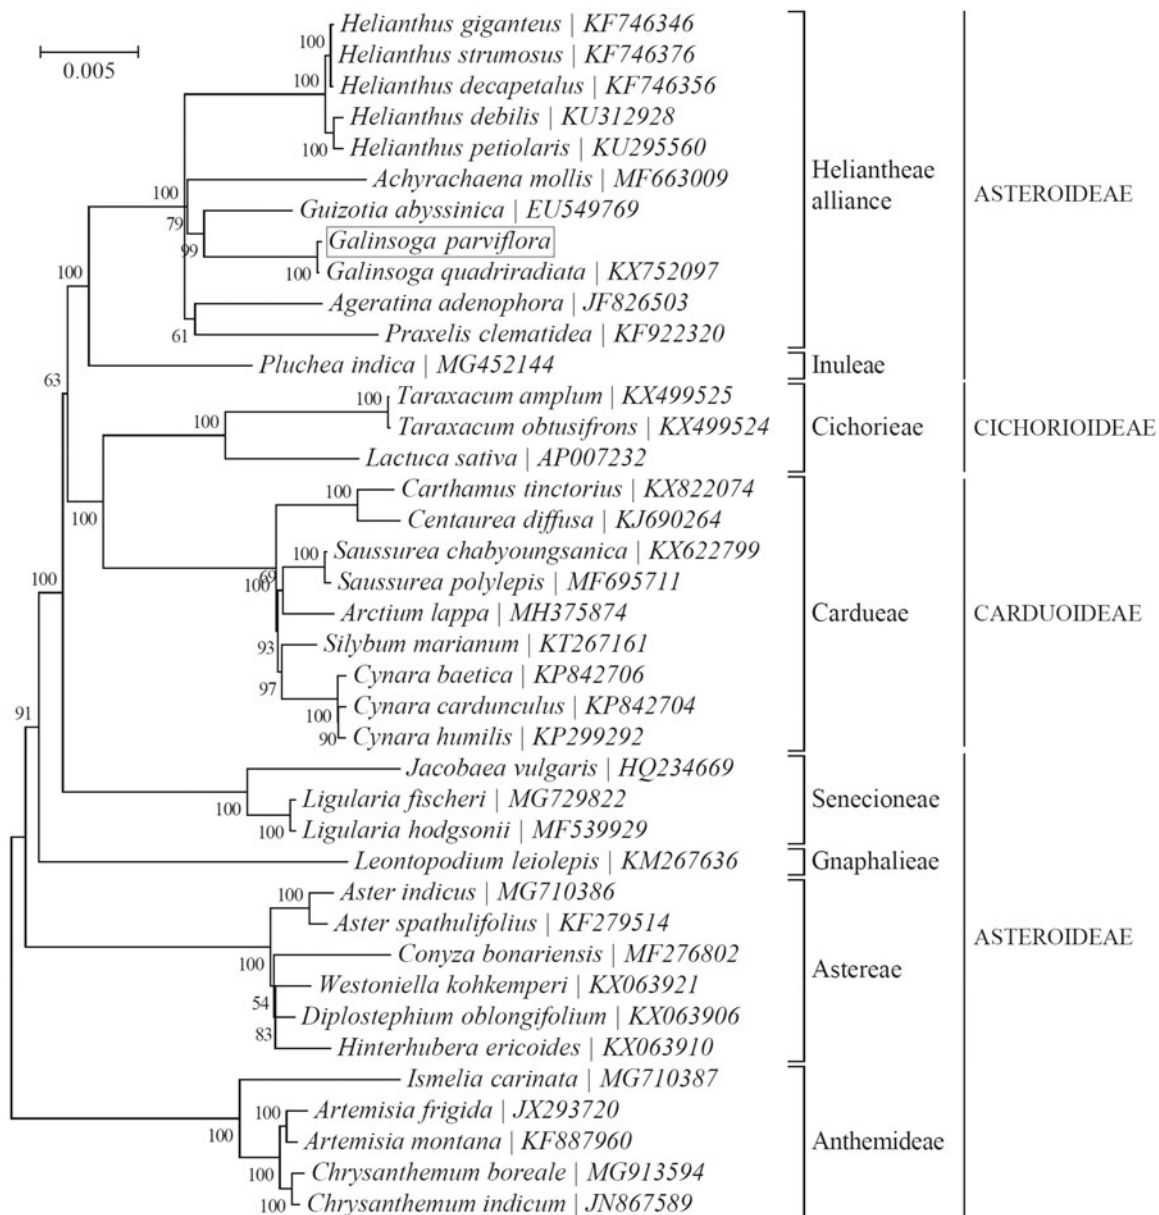 0.005
Helianthus giganteus | KF746346
Helianthus strumosus | KF746376
Helianthus decapetalus | KF746356
Helianthus debilis | KU312928
Helianthus petiolaris | KU295560
Achyrachaena mollis | MF663009
Guizotia abyssinica | EU549769
Galinsoga parviflora
Galinsoga quadriradiata | KX752097
Ageratina adenophora | JF826503
Praxelis clematidea | KF922320
Pluchea indica | MG452144
Taraxacum amplum | KX499525
Taraxacum obtusifrons | KX499524
Lactuca sativa | AP007232
Carthamus tinctorius | KX822074
Centaurea diffusa | KJ690264
Saussurea chabyoungsanica | KX622799
Saussurea polylepis | MF695711
Arctium lappa | MH375874
Silybum marianum | KT267161
Cynara baetica | KP842706
Cynara cardunculus | KP842704
Cynara humilis | KP299292
Jacobaea vulgaris | HQ234669
Ligularia fischeri | MG729822
Ligularia hodgsonii | MF539929
Leontopodium leiolepis | KM267636
Aster indicus | MG710386
Aster spathulifolius | KF279514
Conyza bonariensis | MF276802
Westoniella kohkemperi | KX063921
Diplostephium oblongifolium | KX063906
Hinterhubera ericoides | KX063910
Ismelia carinata | MG710387
Artemisia frigida | JX293720
Artemisia montana | KF887960
Chrysanthemum boreale | MG913594
Chrysanthemum indicum | JN867589
100
100
100
100
79
99
100
61
100
63
100
100
100
100
100
69
100
93
97
100
90
100
100
100
91
100
100
54
83
100
100
100
100
Heliantheae
alliance
Inuleae
Cichorieae
Cardueae
Senecioneae
Gnaphalieae
Astereae
Anthemideae
ASTEROIDEAE
CICHORIOIDEAE
CARDUOIDEAE
ASTEROIDEAE